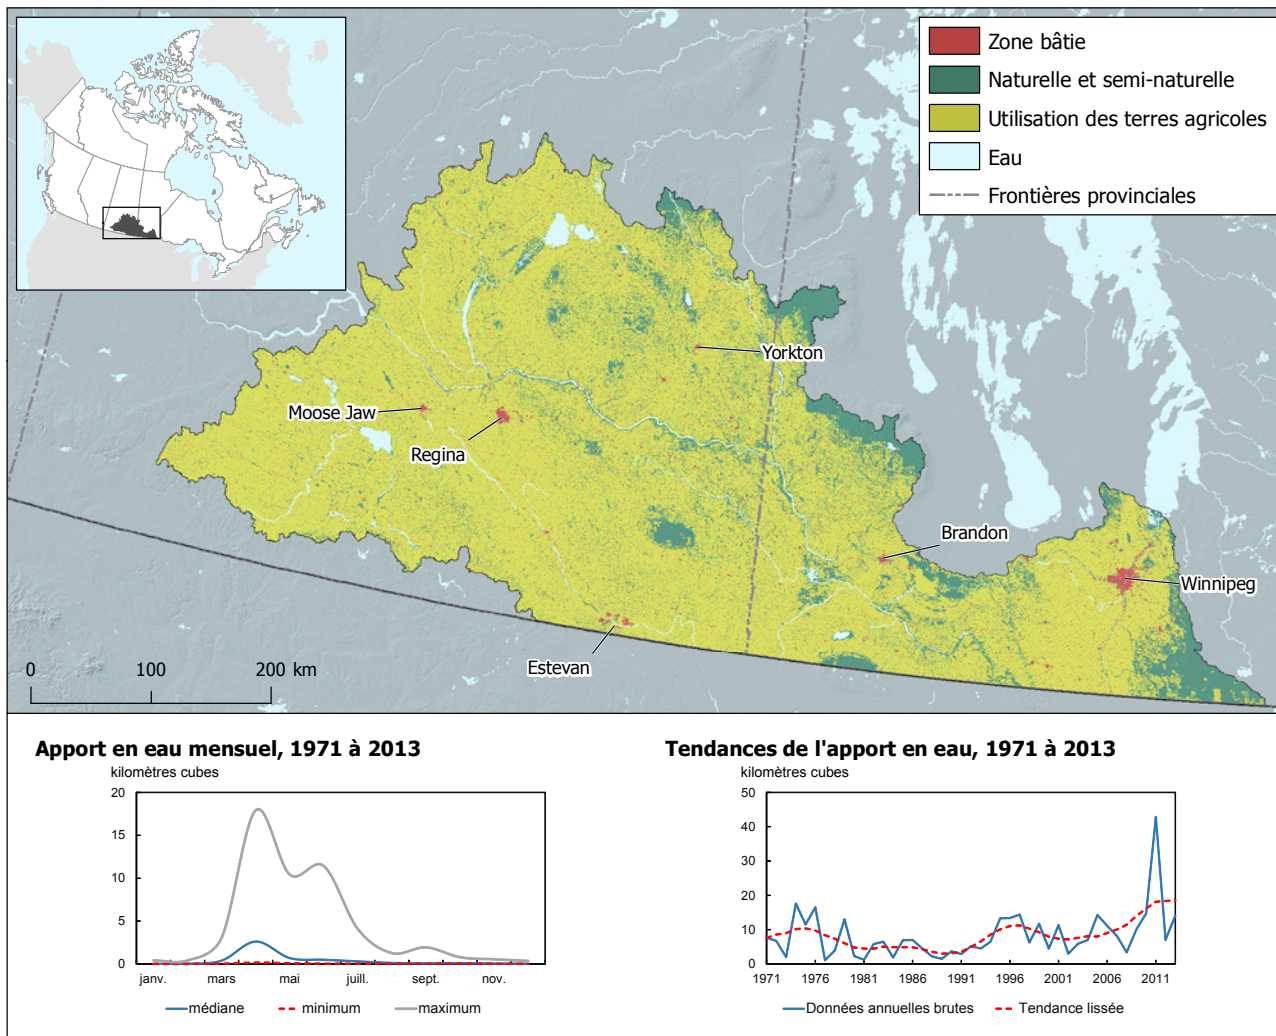 Zone bâtie
Naturelle et semi-naturelle
Utilisation des terres agricoles
Eau
Frontières provinciales
Yorkton
Moose Jaw
Regina
Brandon
Winnipeg
Estevan
0 100 200 km
Apport en eau mensuel, 1971 à 2013
kilomètres cubes
20
15
10
5
0
janv. mars mai juill. sept. nov.
médiane minimum maximum
Tendances de l'apport en eau, 1971 à 2013
kilomètres cubes
50
40
30
20
10
0
1971 1976 1981 1986 1991 1996 2001 2006 2011
Données annuelles brutes Tendance lissée